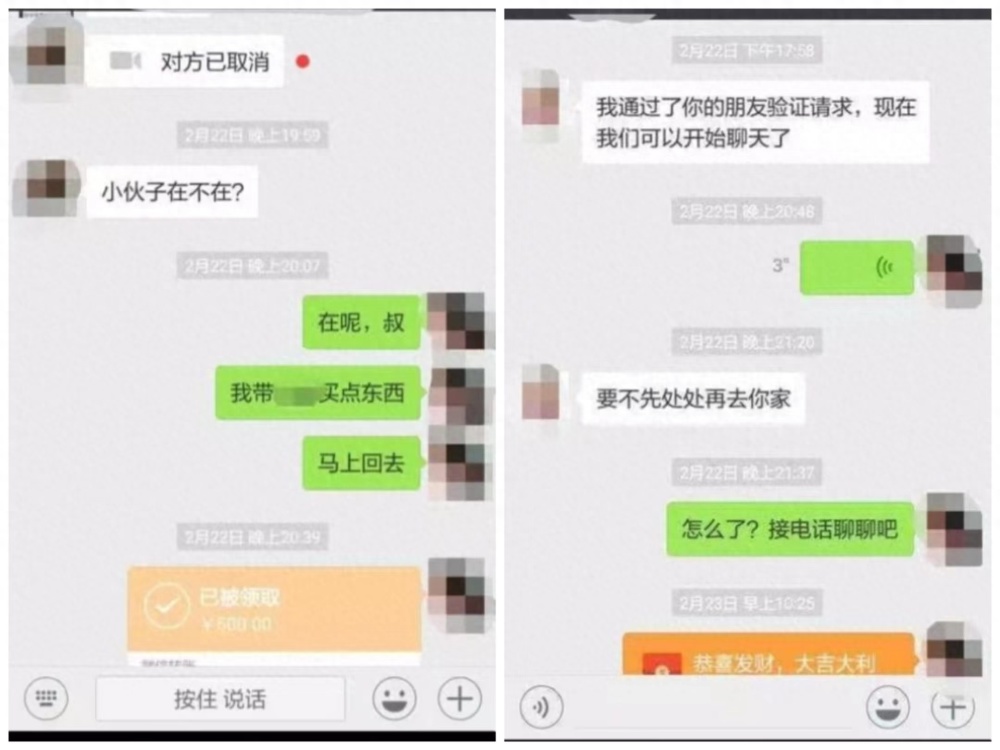 对方已取消
2月22日 晚上19:59
小伙子在不在?
2月22日 晚上20:07
在呢，叔
我带 买点东西
马上回去
2月22日 晚上20:39
已被领取
￥600.00
按住 说话
2月22日 下午17:58
我通过了你的朋友验证请求，现在
我们可以开始聊天了
2月22日 晚上20:48
3"
2月22日 晚上21:20
要不先处处再去你家
2月22日 晚上21:37
怎么了？接电话聊聊吧
2月23日 早上10:25
恭喜发财，大吉大利